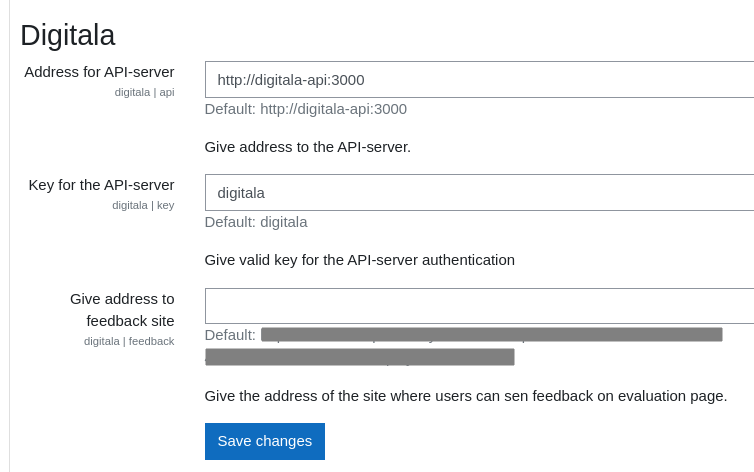 Digitala
Address for API-server
digitala | api
http://digitala-api:3000
Default: http://digitala-api:3000
Give address to the API-server.
Key for the API-server
digitala | key
digitala
Default: digitala
Give valid key for the API-server authentication
Give address to
feedback site
digitala | feedback
Default:
Give the address of the site where users can sen feedback on evaluation page.
Save changes